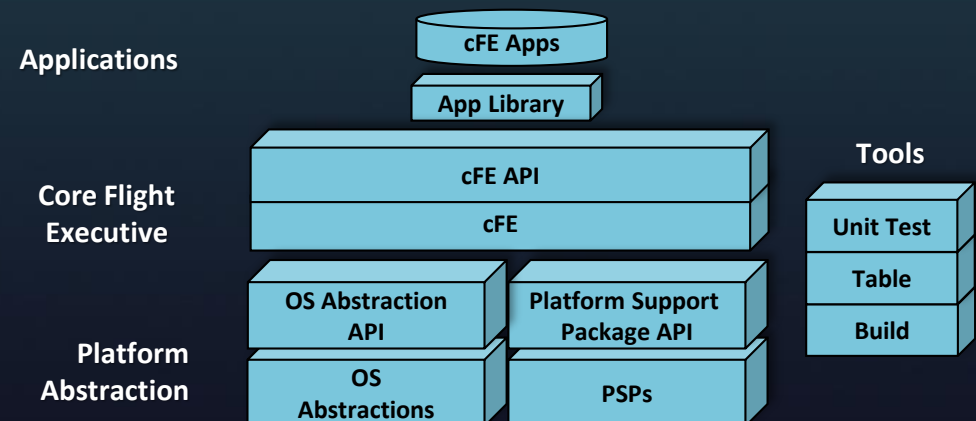 Applications
cFE Apps
App Library
Core Flight
Executive
cFE API
cFE
Platform
Abstraction
OS Abstraction
API
Platform Support
Package API
OS
Abstractions
PSPs
Tools
Unit Test
Table
Build